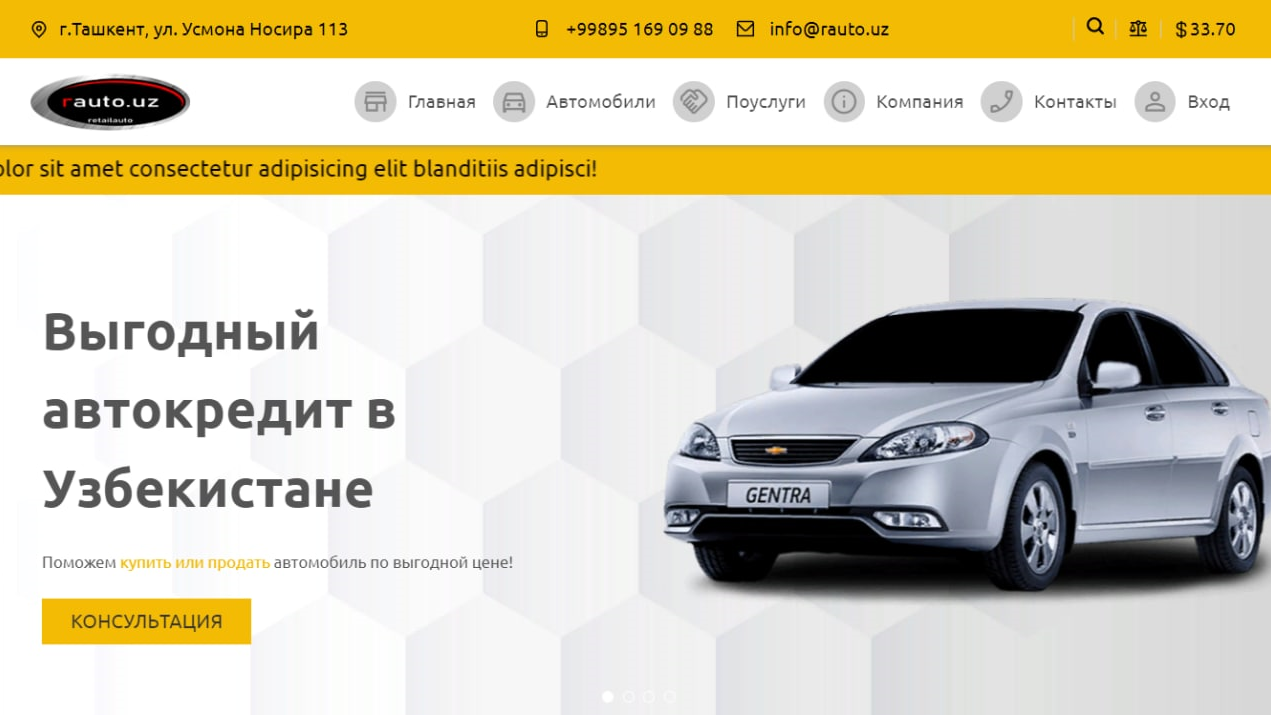 г.Ташкент, ул. Усмона Носира 113
+99895 169 09 88
info@rauto.uz
$33.70
rauto.uz
retailauto
Главная
Автомобили
Поуслуги
Компания
Контакты
Вход
olor sit amet consectetur adipisicing elit blanditiis adipisci!
Выгодный
автокредит в
Узбекистане
GENTRA
Поможем купить или продать автомобиль по выгодной цене!
КОНСУЛЬТАЦИЯ